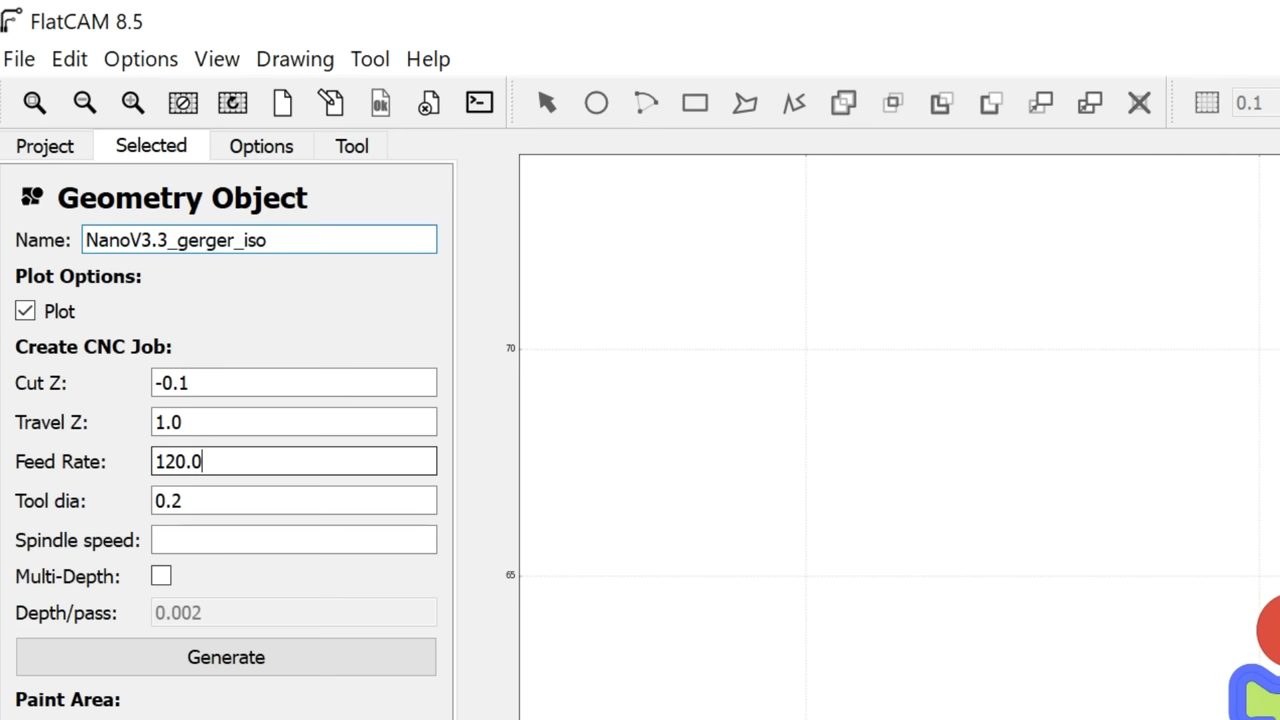 FlatCAM 8.5
File Edit Options View Drawing Tool Help
Ok >_ 0.1
Project Selected Options Tool
Geometry Object
Name: NanoV3.3_gerger_iso
Plot Options:
Plot
Create CNC Job:
Cut Z: -0.1
Travel Z: 1.0
Feed Rate: 120.0
Tool dia: 0.2
Spindle speed:
Multi-Depth:
Depth/pass: 0.002
Generate
Paint Area:
70
65